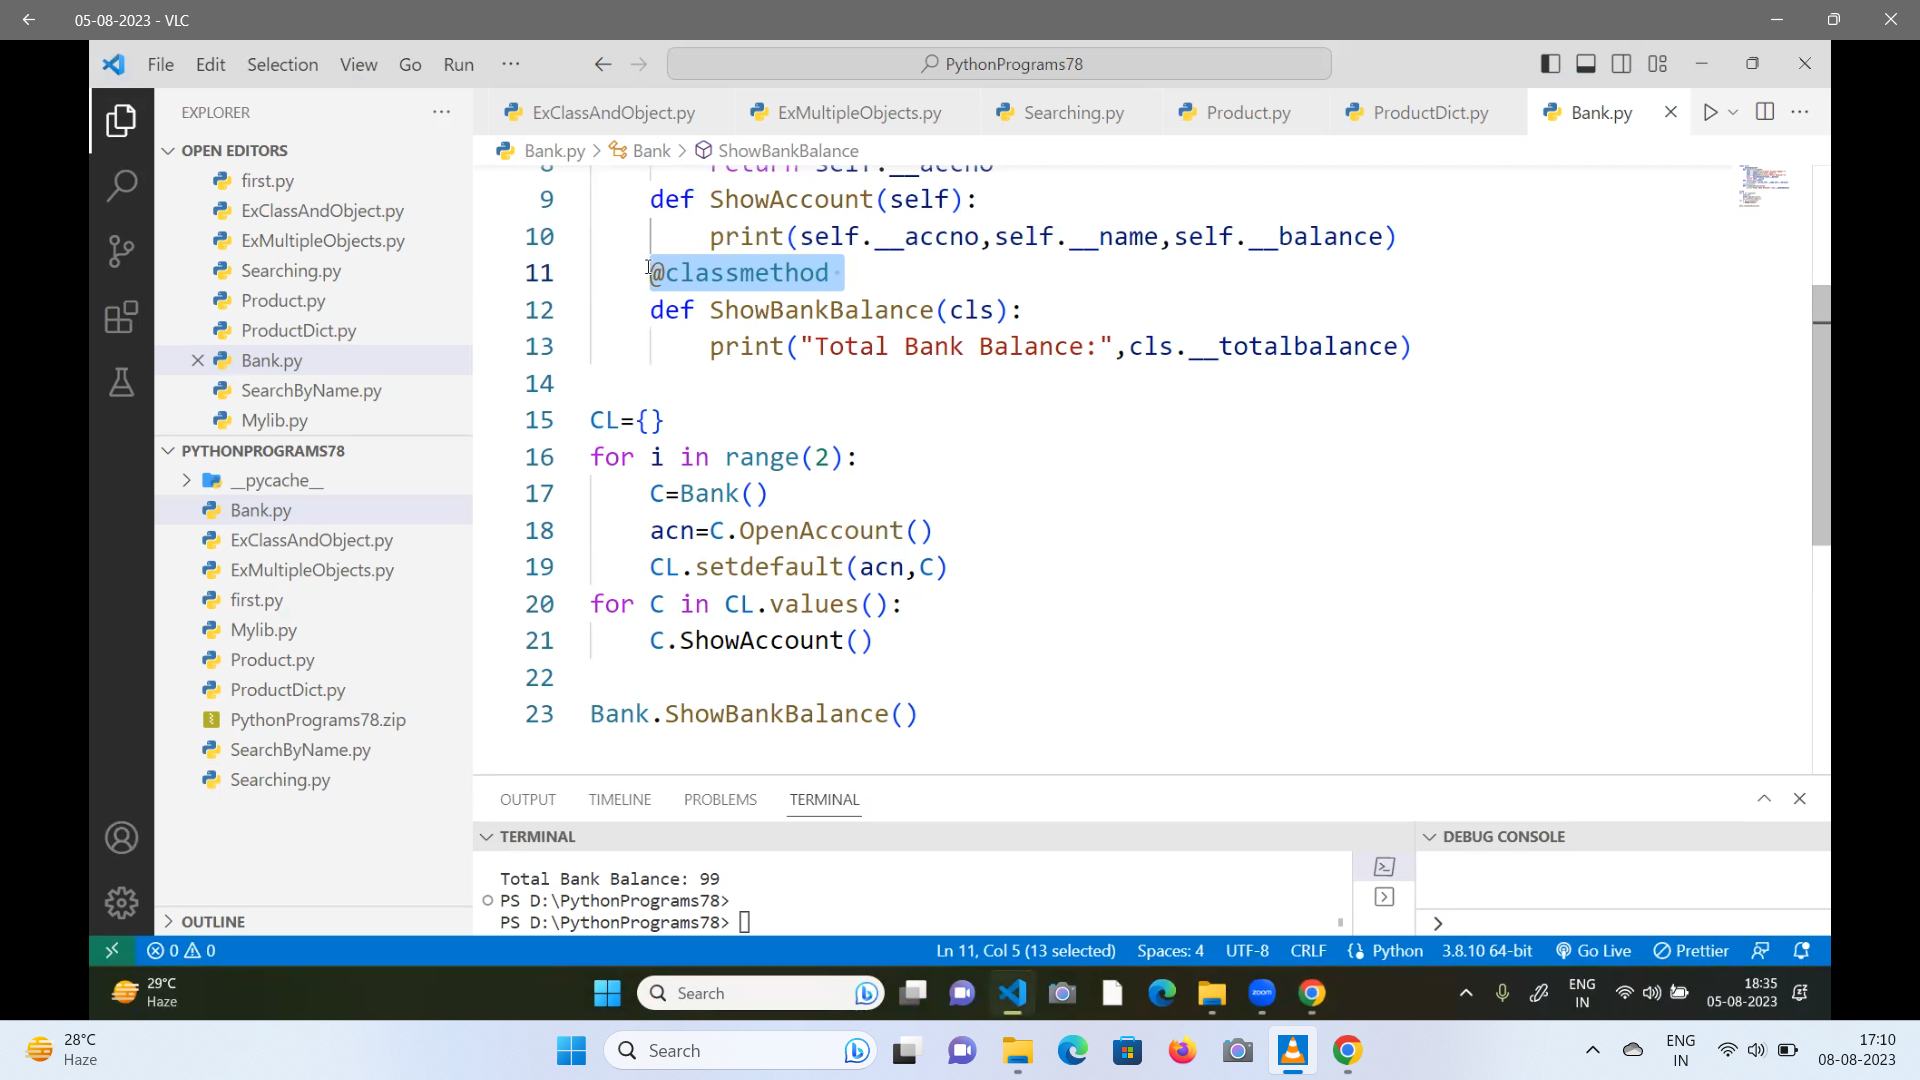 05-08-2023 - VLC
File Edit Selection View Go Run ···
PythonPrograms78
EXPLORER
ExClassAndObject.py ExMultipleObjects.py Searching.py Product.py ProductDict.py Bank.py
OPEN EDITORS
Bank.py > Bank > ShowBankBalance
first.py
ExClassAndObject.py
ExMultipleObjects.py
Searching.py
Product.py
ProductDict.py
Bank.py
SearchByName.py
Mylib.py
PYTHONPROGRAMS78
__pycache__
Bank.py
ExClassAndObject.py
ExMultipleObjects.py
first.py
Mylib.py
Product.py
ProductDict.py
PythonPrograms78.zip
SearchByName.py
Searching.py
OUTLINE
8 return self.__accno
9 def ShowAccount(self):
10 print(self.__accno,self.__name,self.__balance)
11 @classmethod
12 def ShowBankBalance(cls):
13 print("Total Bank Balance:",cls.__totalbalance)
14
15 CL={}
16 for i in range(2):
17 C=Bank()
18 acn=C.OpenAccount()
19 CL.setdefault(acn,C)
20 for C in CL.values():
21 C.ShowAccount()
22
23 Bank.ShowBankBalance()
OUTPUT TIMELINE PROBLEMS TERMINAL
TERMINAL
DEBUG CONSOLE
Total Bank Balance: 99
PS D:\PythonPrograms78>
PS D:\PythonPrograms78>
0 0 Ln 11, Col 5 (13 selected) Spaces: 4 UTF-8 CRLF Python 3.8.10 64-bit Go Live Prettier
29°C
Haze
Search
zoom
ENG
IN
18:35
05-08-2023
28°C
Haze
Search
ENG
IN
17:10
08-08-2023